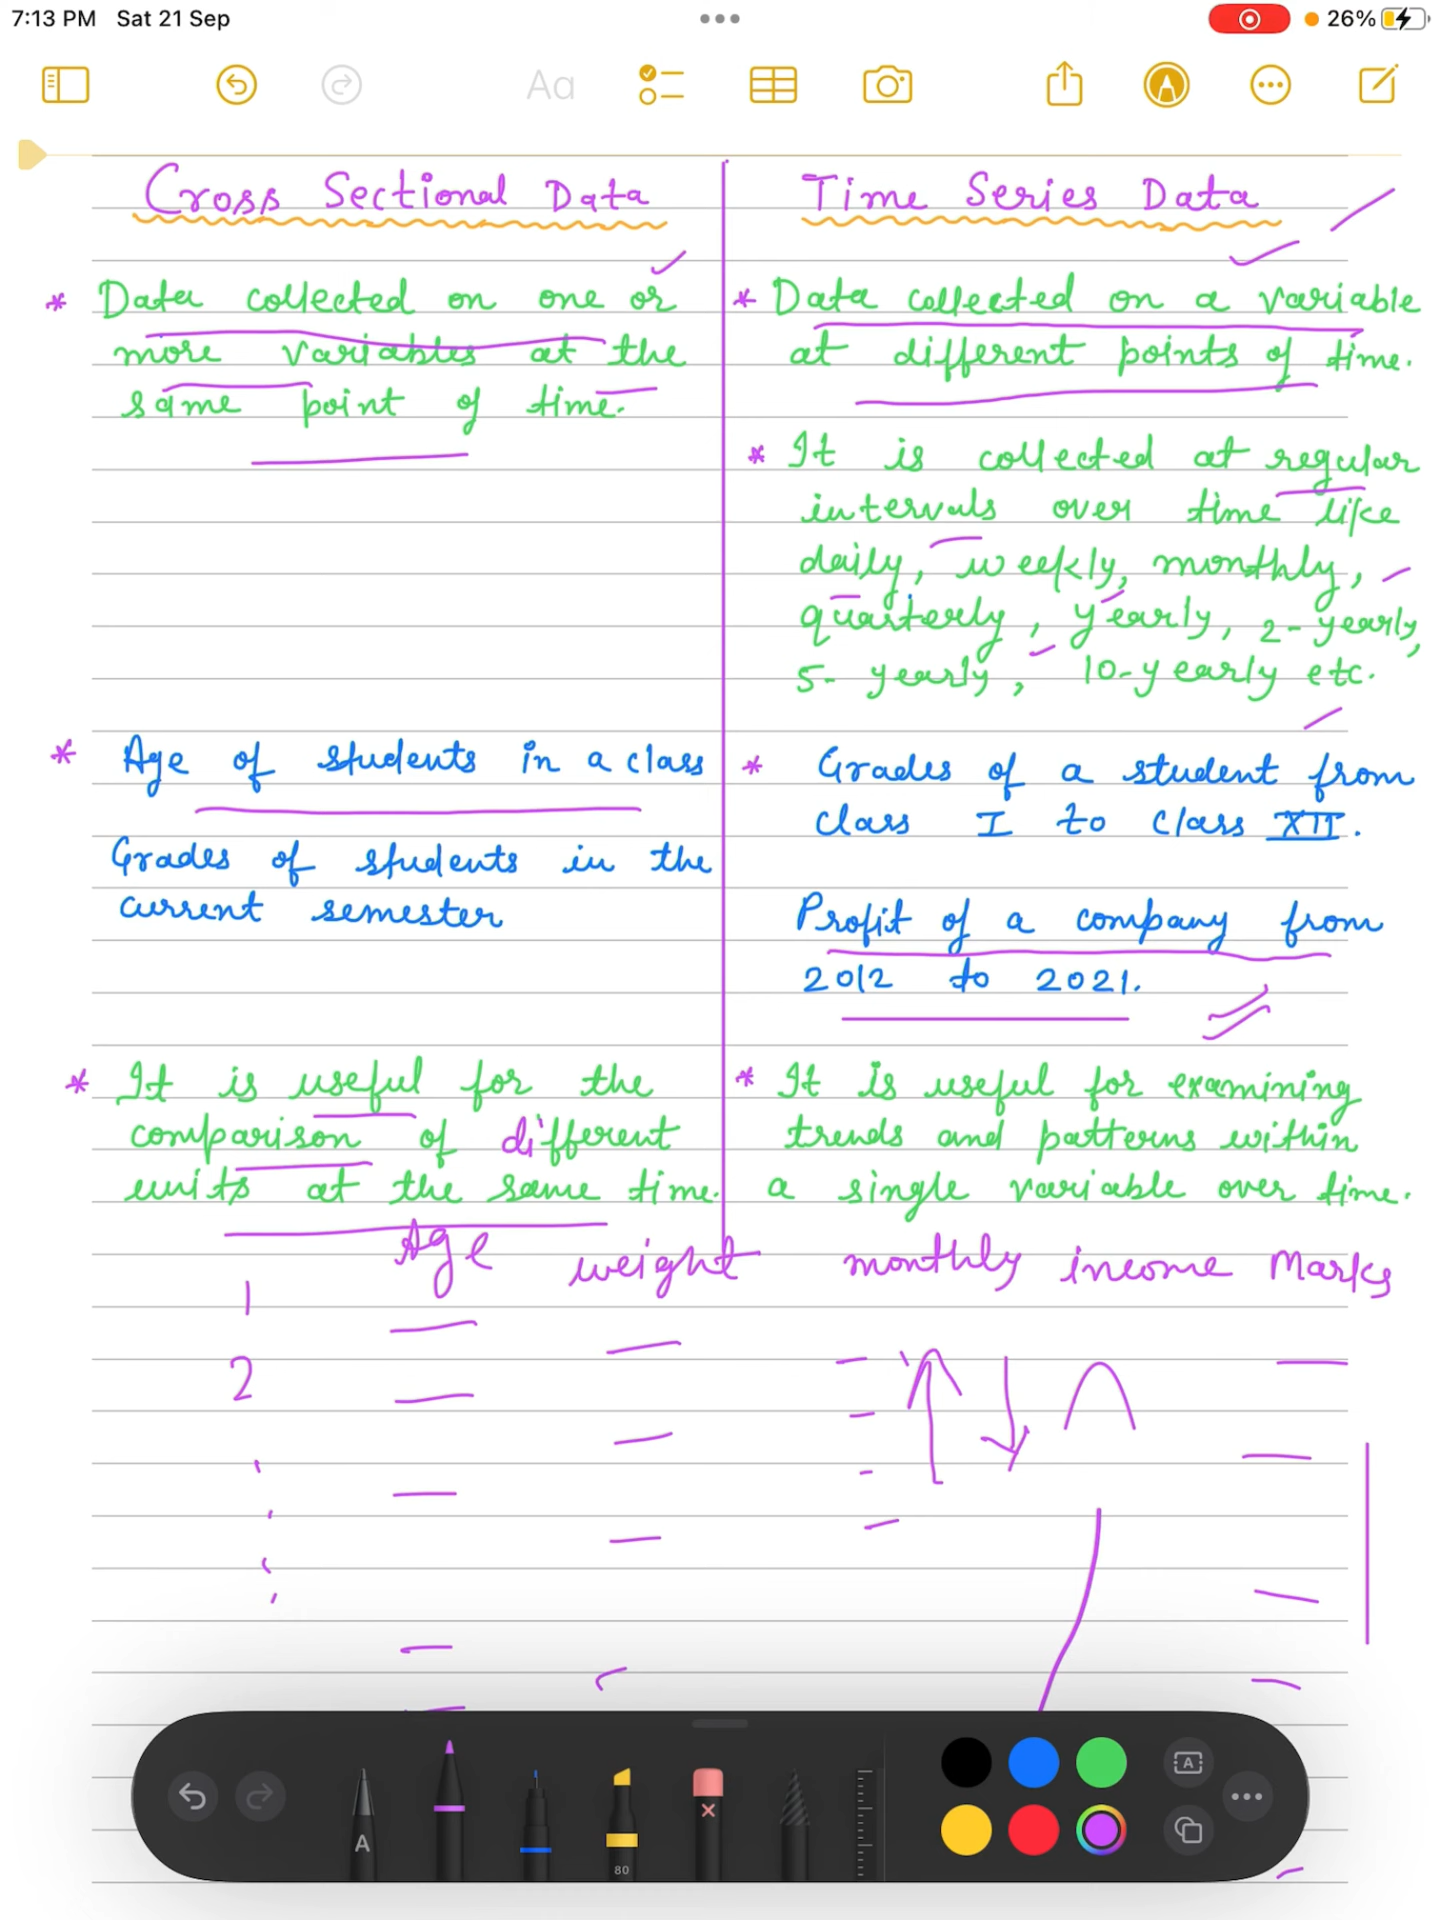 7:13 PM Sat 21 Sep
26%
Aa
Cross Sectional Data
* Data collected on one or
more variables at the
same point of time.
* Age of students in a class
Grades of students in the
current semester
* It is useful for the
comparison of different
units at the same time.
Time Series Data
* Data collected on a variable
at different points of time.
* It is collected at regular
intervals over time like
daily, weekly, monthly,
quarterly, yearly, 2-yearly,
5-yearly, 10-yearly etc.
* Grades of a student from
class I to class XII.
Profit of a company from
2012 to 2021.
* It is useful for examining
trends and patterns within
a single variable over time.
Age weight monthly income Marks
1
2
A
80
A